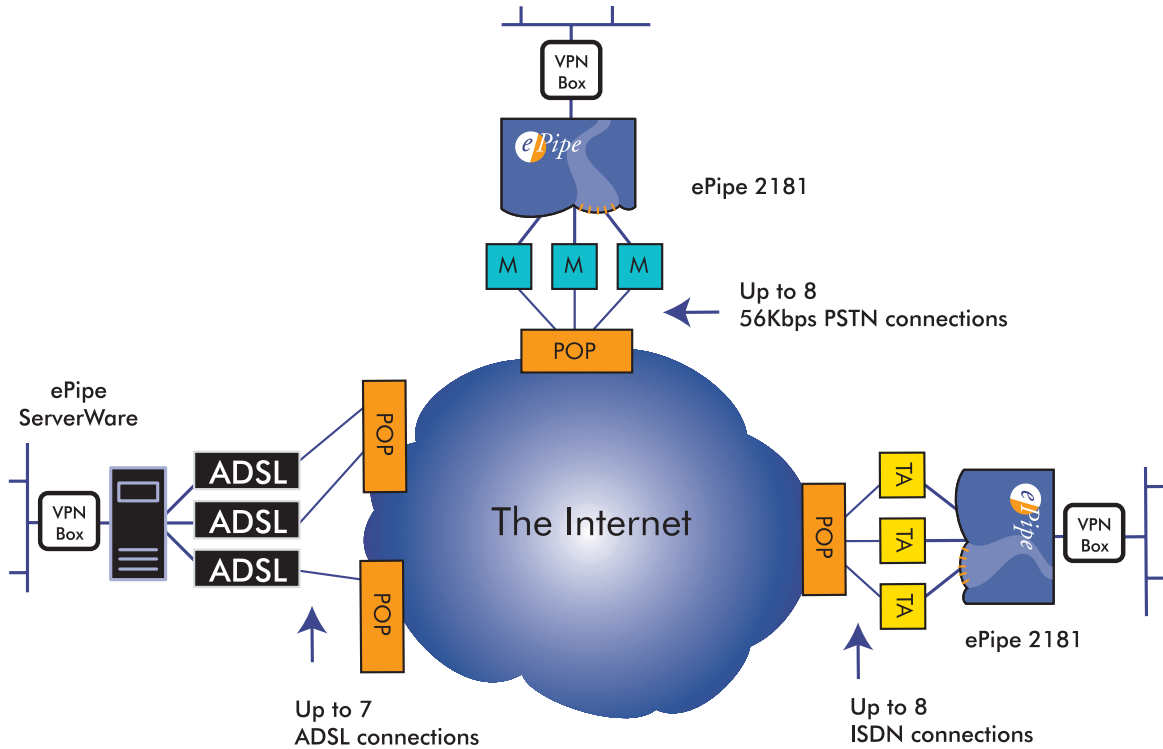 VPN
Box
ePipe
ePipe 2181
M M M
Up to 8
56Kbps PSTN connections
POP
ePipe
ServerWare
POP
ADSL
ADSL
ADSL
VPN
Box
POP
Up to 7
ADSL connections
The Internet
POP
TA
TA
TA
ePipe
VPN
Box
ePipe 2181
Up to 8
ISDN connections